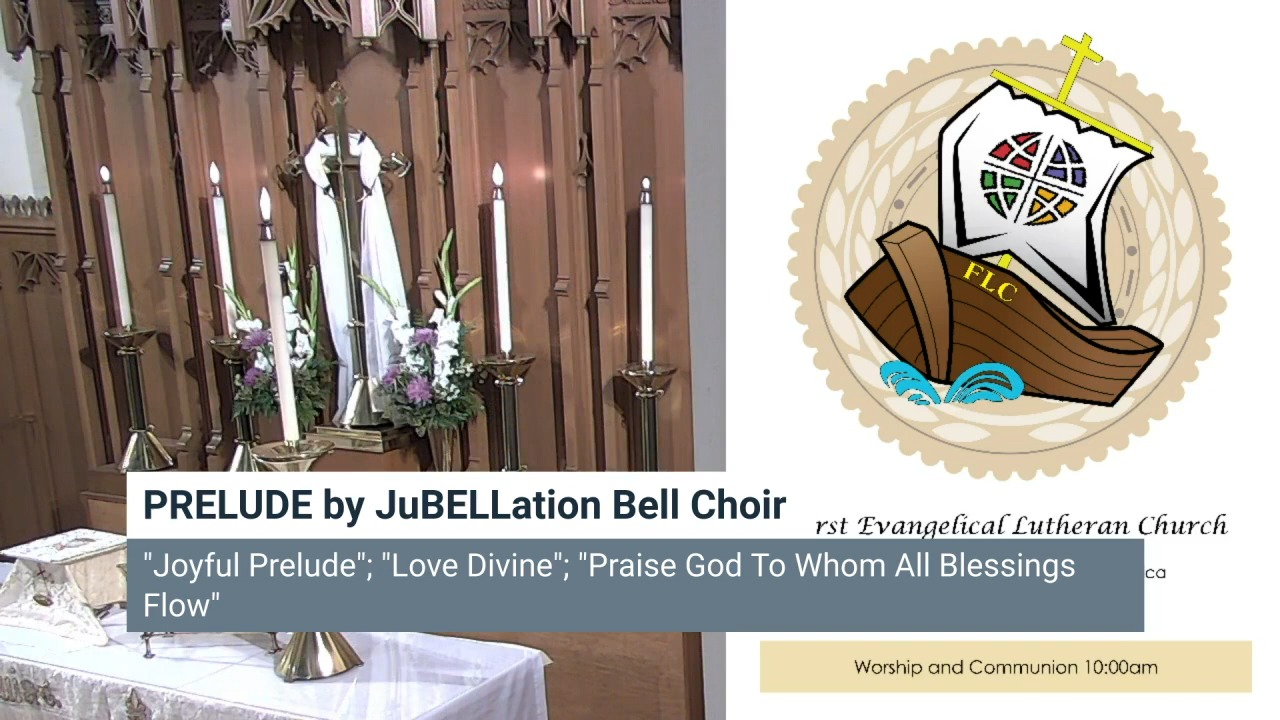 FLC
PRELUDE by JuBELLation Bell Choir
rst Evangelical Lutheran Church
"Joyful Prelude"; "Love Divine"; "Praise God To Whom All Blessings
Flow"
ca
Worship and Communion 10:00am